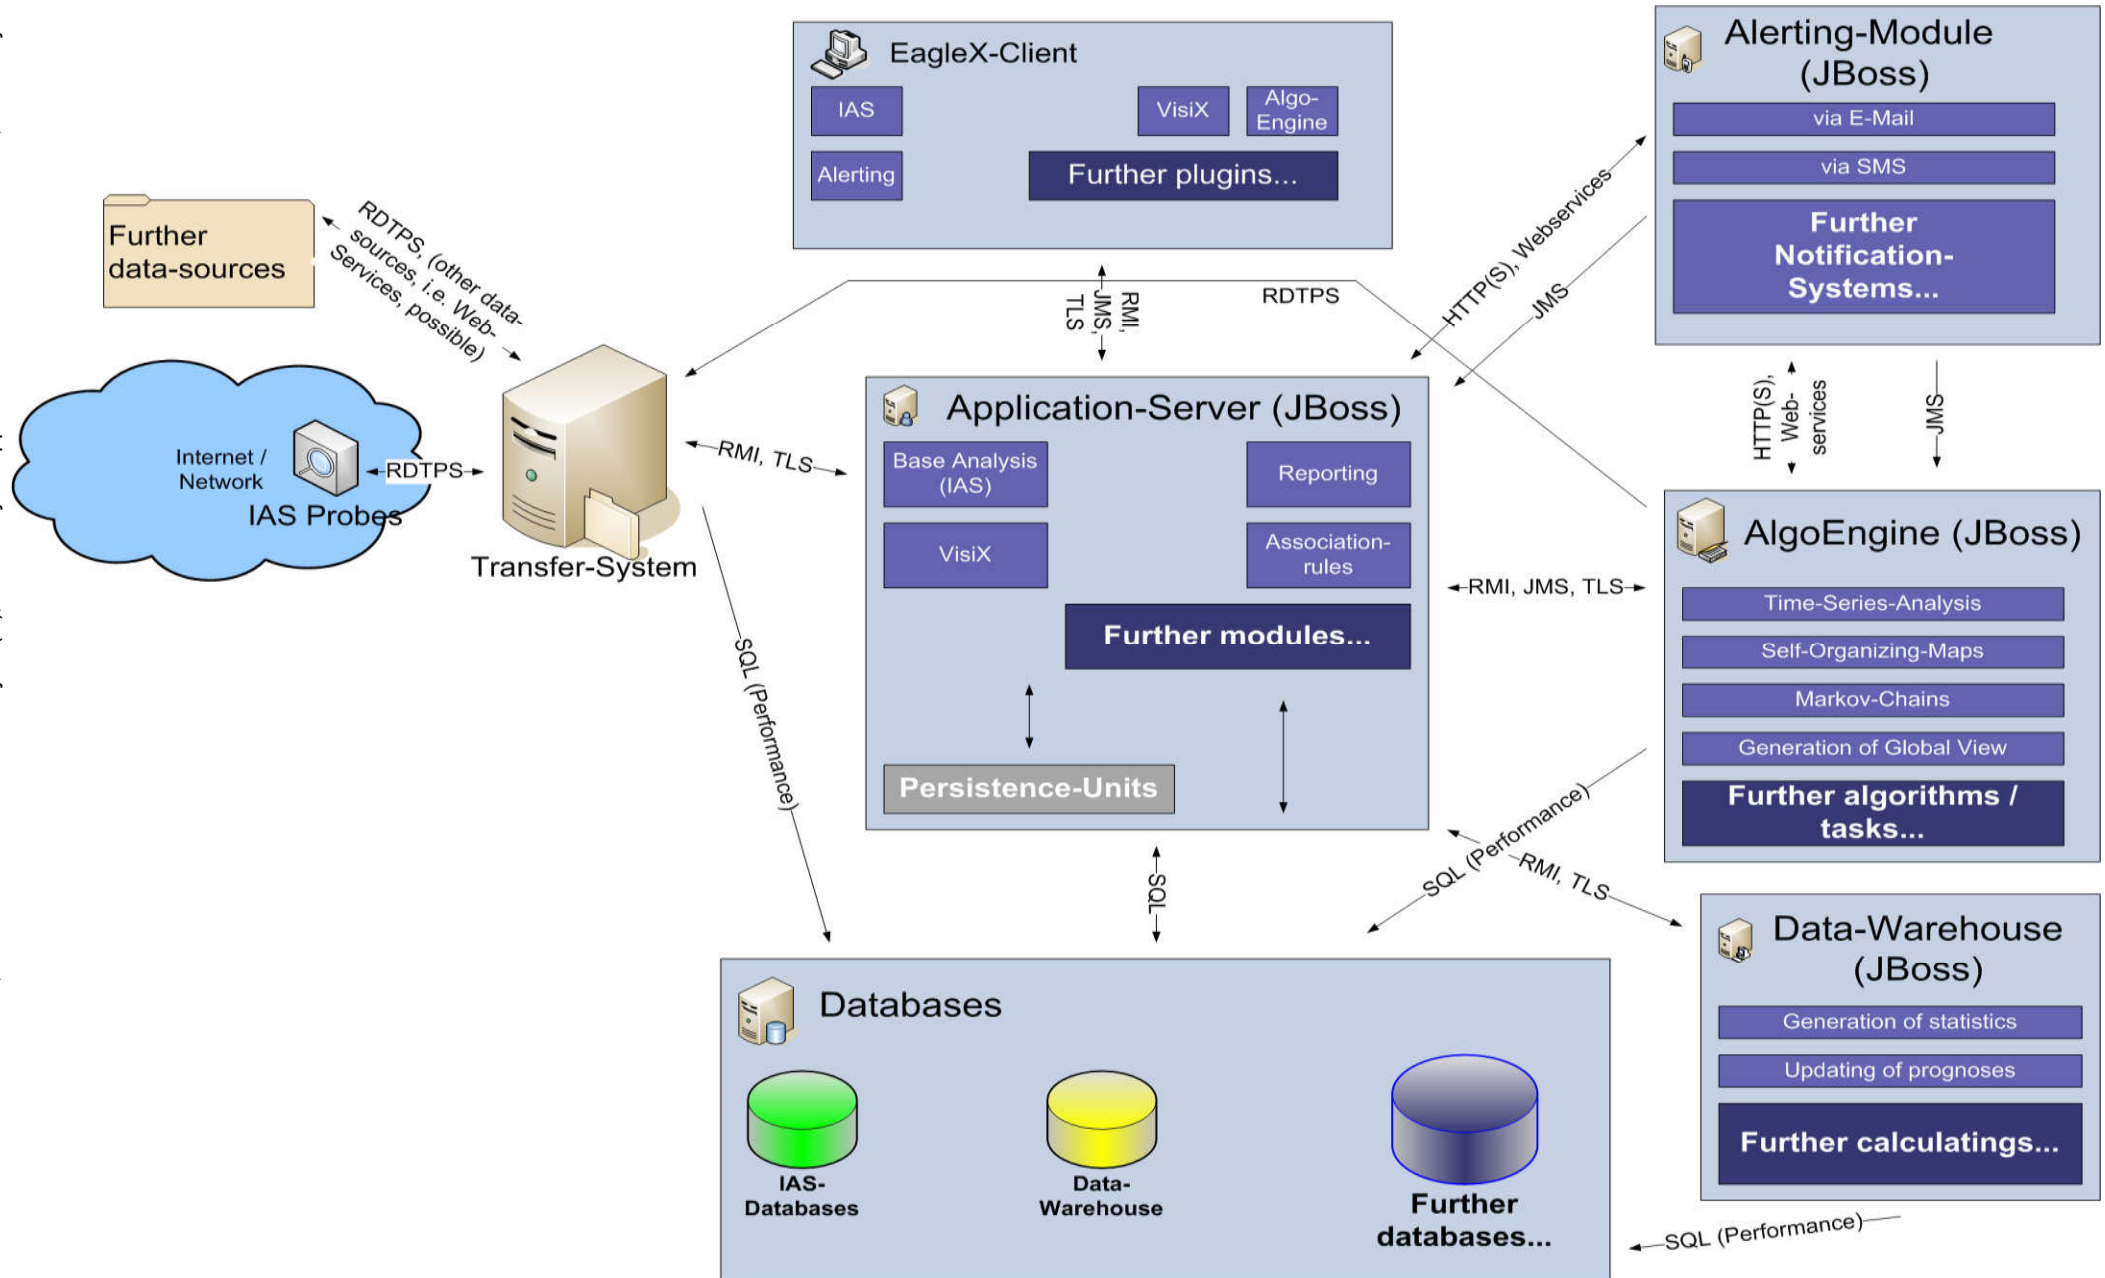 EagleX-Client
IAS
VisiX
Algo-
Engine
Alerting
Further plugins...
Alerting-Module
(JBoss)
via E-Mail
via SMS
Further
Notification-
Systems...
Further
data-sources
RDTPS, (other data-
sources, i.e. Web-
Services, possible)
RDTPS
RMI,
JMS,
TLS
HTTP(S), Webservices
JMS
HTTP(S),
Web-
services
JMS
Internet /
Network
IAS Probes
RDTPS
Transfer-System
RMI, TLS
Application-Server (JBoss)
Base Analysis
(IAS)
Reporting
VisiX
Association-
rules
Further modules...
Persistence-Units
RMI, JMS, TLS
AlgoEngine (JBoss)
Time-Series-Analysis
Self-Organizing-Maps
Markov-Chains
Generation of Global View
Further algorithms /
tasks...
SQL (Performance)
SQL
SQL (Performance)
RMI, TLS
Data-Warehouse
(JBoss)
Generation of statistics
Updating of prognoses
Further calculatings...
Databases
IAS-
Databases
Data-
Warehouse
Further
databases...
SQL (Performance)